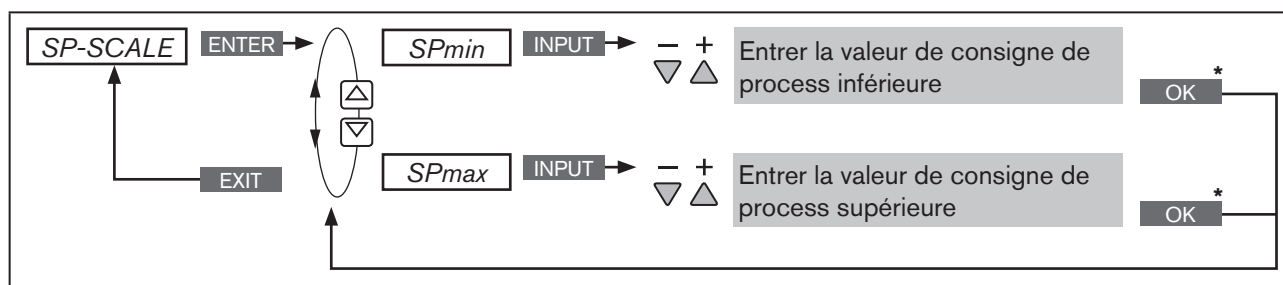 SP-SCALE ENTER SPmin INPUT − + Entrer la valeur de consigne de
process inférieure
OK *
EXIT SPmax INPUT − + Entrer la valeur de consigne de
process supérieure
OK *